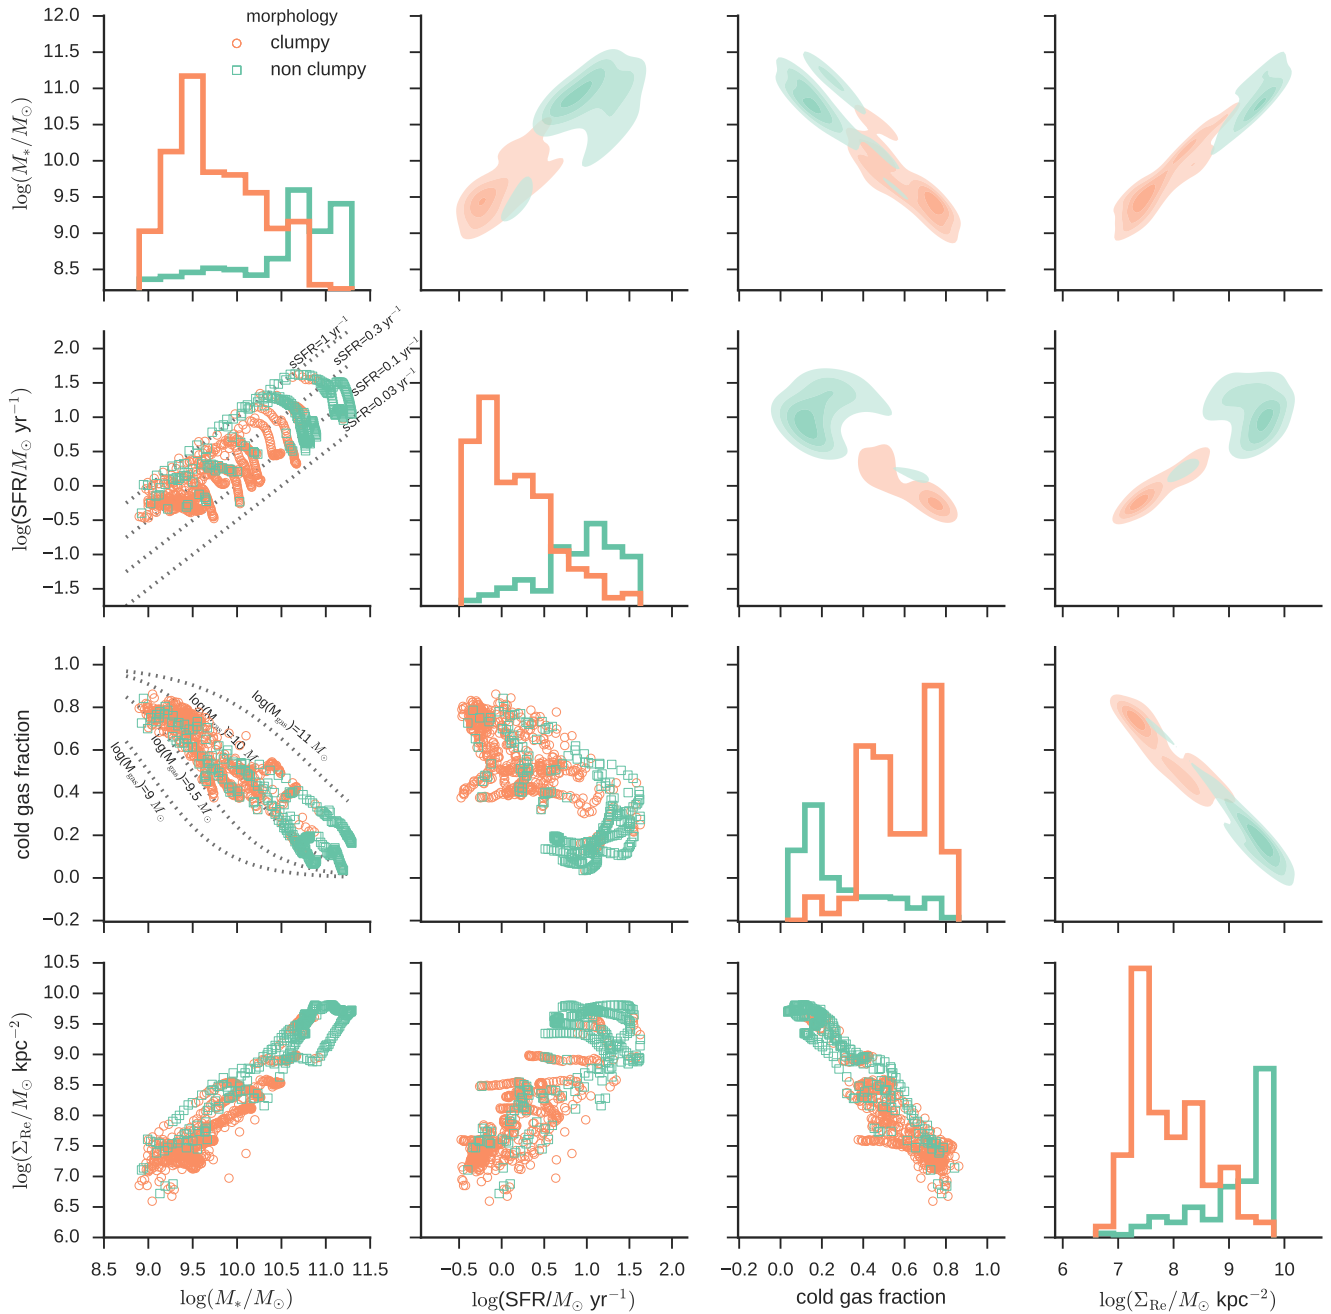 morphology
clumpy
non clumpy
12.0
11.5
11.0
10.5
10.0
9.5
9.0
8.5
log(M*/M⊙)
sSFR=1 yr⁻¹
sSFR=0.3 yr⁻¹
sSFR=0.1 yr⁻¹
sSFR=0.03 yr⁻¹
2.0
1.5
1.0
0.5
0.0
−0.5
−1.0
−1.5
log(SFR/M⊙ yr⁻¹)
log(M_gas)=11 M⊙
log(M_gas)=10 M⊙
log(M_gas)=9.5 M⊙
log(M_gas)=9 M⊙
1.0
0.8
0.6
0.4
0.2
0.0
−0.2
cold gas fraction
10.5
10.0
9.5
9.0
8.5
8.0
7.5
7.0
6.5
6.0
log(Σ_Re/M⊙ kpc⁻²)
8.5 9.0 9.5 10.0 10.5 11.0 11.5
log(M*/M⊙)
−0.5 0.0 0.5 1.0 1.5 2.0
log(SFR/M⊙ yr⁻¹)
−0.2 0.0 0.2 0.4 0.6 0.8 1.0
cold gas fraction
6 7 8 9 10
log(Σ_Re/M⊙ kpc⁻²)